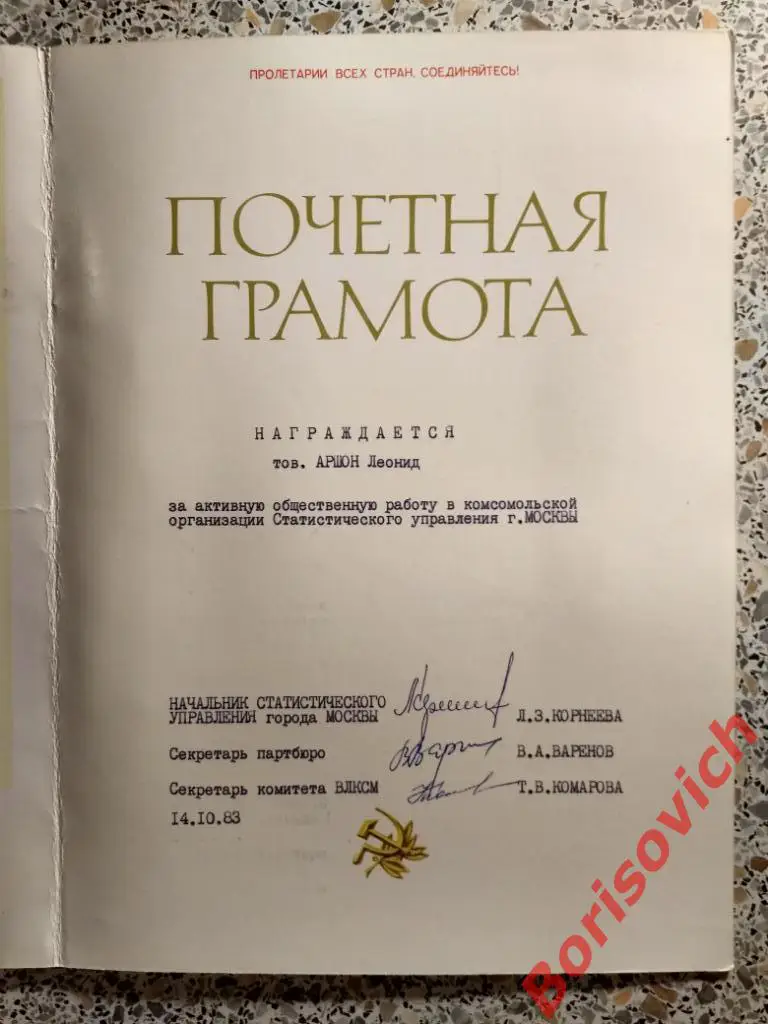 ПРОЛЕТАРИИ ВСЕХ СТРАН, СОЕДИНЯЙТЕСЬ!
ПОЧЕТНАЯ
ГРАМОТА
НАГРАЖДАЕТСЯ
тов. АРШОН Леонид
за активную общественную работу в комсомольской
организации Статистического управления г.МОСКВЫ
НАЧАЛЬНИК СТАТИСТИЧЕСКОГО
УПРАВЛЕНИЯ города МОСКВЫ Л.З.КОРНЕЕВА
Секретарь партбюро В.А.ВАРЕНОВ
Секретарь комитета ВЛКСМ Т.В.КОМАРОВА
14.10.83
Borisovich